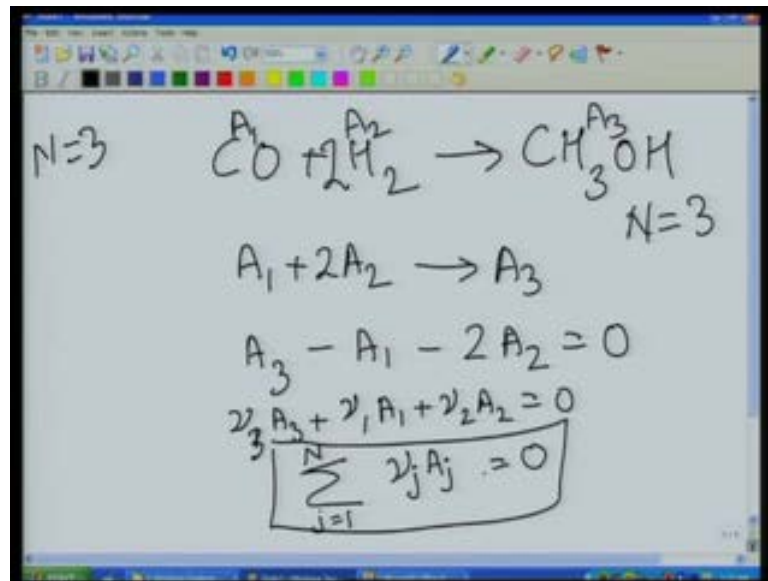 N=3
A1 A2 A3
CO + 2H2 → CH3OH
N=3
A1 + 2A2 → A3
A3 − A1 − 2A2 = 0
ν3A3 + ν1A1 + ν2A2 = 0
N
∑ νjAj = 0
j=1